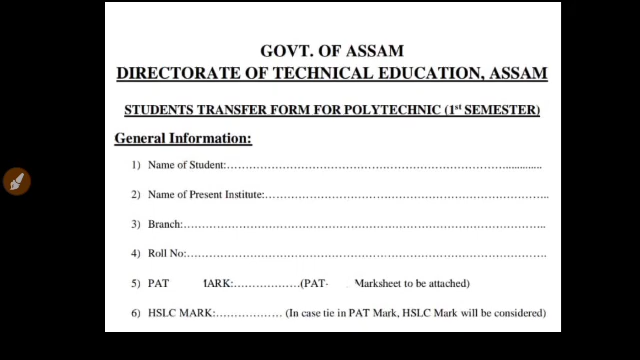 GOVT. OF ASSAM
DIRECTORATE OF TECHNICAL EDUCATION, ASSAM
STUDENTS TRANSFER FORM FOR POLYTECHNIC (1st SEMESTER)
General Information:
1) Name of Student:……………………………………………………………………............
2) Name of Present Institute:…………………………………………………………………..
3) Branch:……………………………………………………………………………………..
4) Roll No:…………………………………………………………………………………….
5) PAT ARK:………………(PAT- Marksheet to be attached)
6) HSLC MARK:……………… (In case tie in PAT Mark, HSLC Mark will be considered)